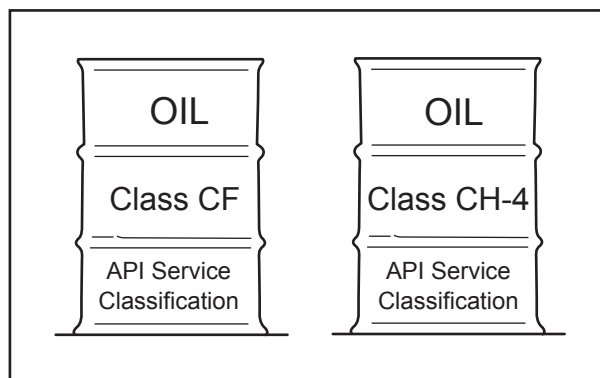 OIL
Class CF
API Service
Classification
OIL
Class CH-4
API Service
Classification